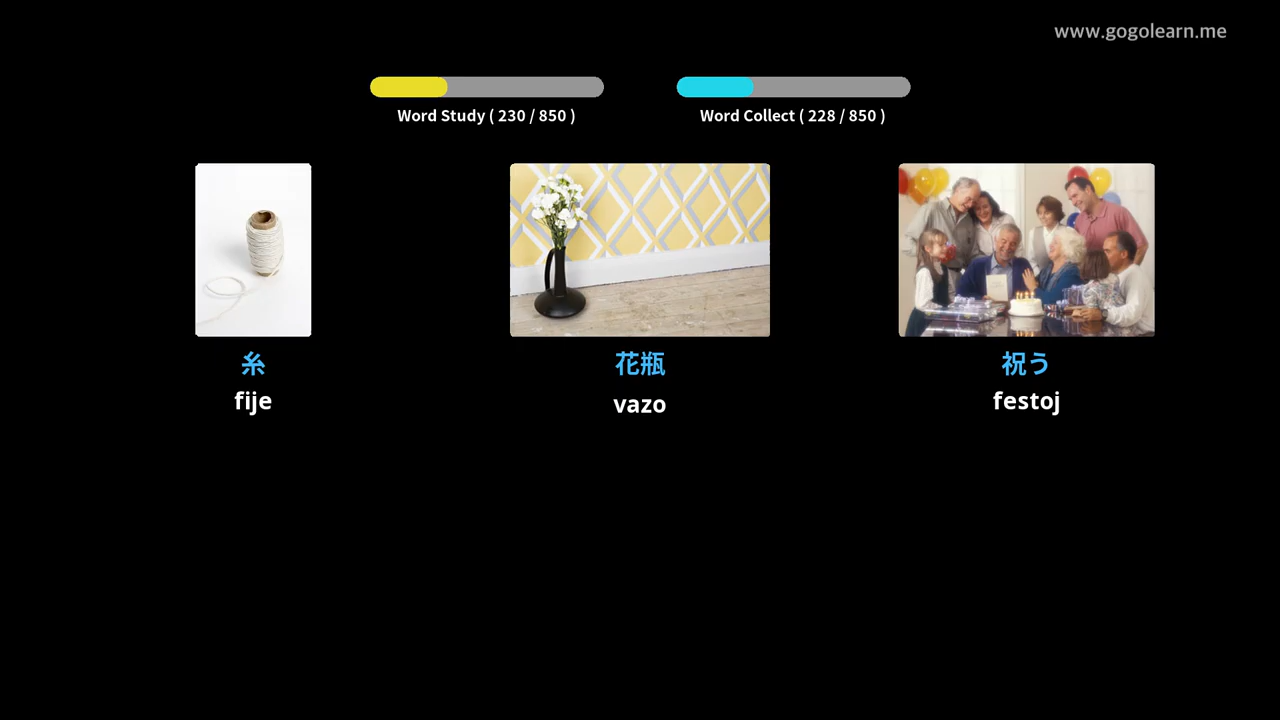 www.gogolearn.me
Word Study ( 230 / 850 )
Word Collect ( 228 / 850 )
糸
fije
花瓶
vazo
祝う
festoj